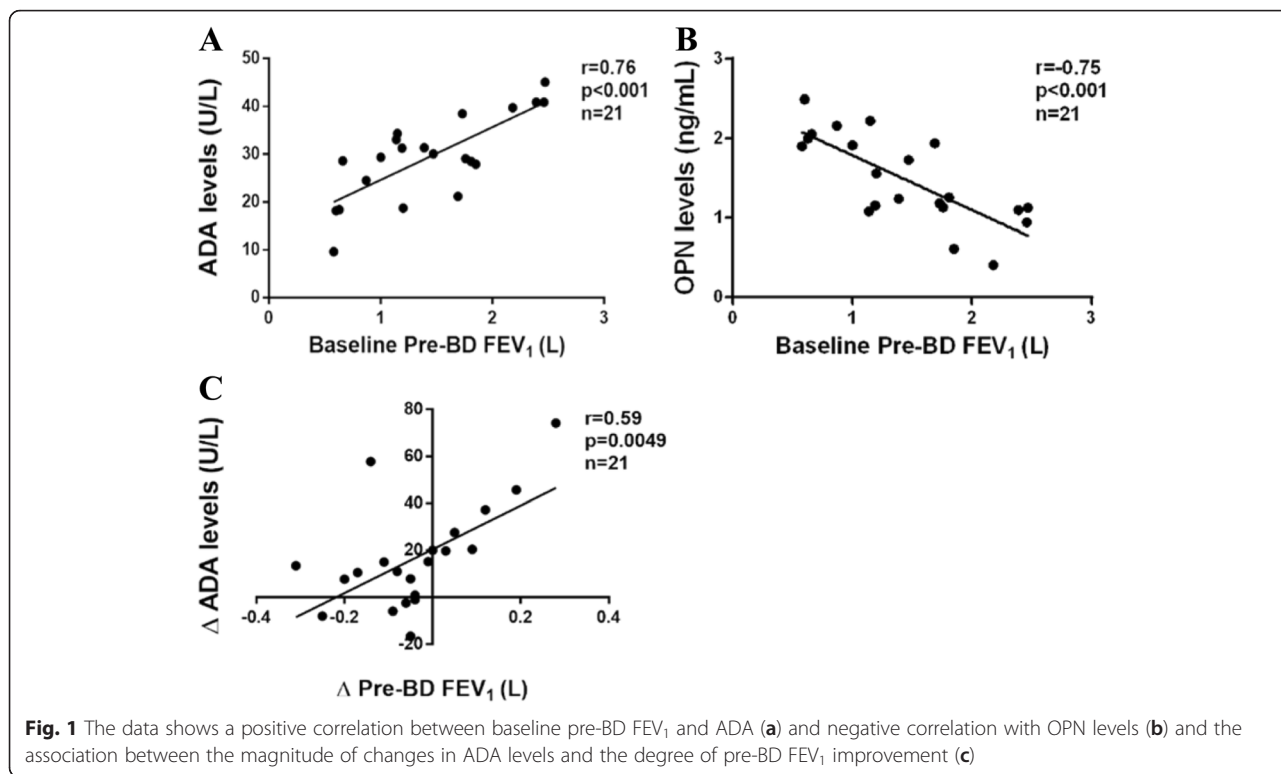 A
B
50
40
30
20
10
0
ADA levels (U/L)
r=0.76
p<0.001
n=21
0
1
2
3
Baseline Pre-BD FEV₁ (L)
3
2
1
0
OPN levels (ng/mL)
r=-0.75
p<0.001
n=21
0
1
2
3
Baseline Pre-BD FEV₁ (L)
C
80
60
40
20
-20
Δ ADA levels (U/L)
r=0.59
p=0.0049
n=21
-0.4
-0.2
0.2
0.4
Δ Pre-BD FEV₁ (L)
Fig. 1 The data shows a positive correlation between baseline pre-BD FEV₁ and ADA (a) and negative correlation with OPN levels (b) and the
association between the magnitude of changes in ADA levels and the degree of pre-BD FEV₁ improvement (c)